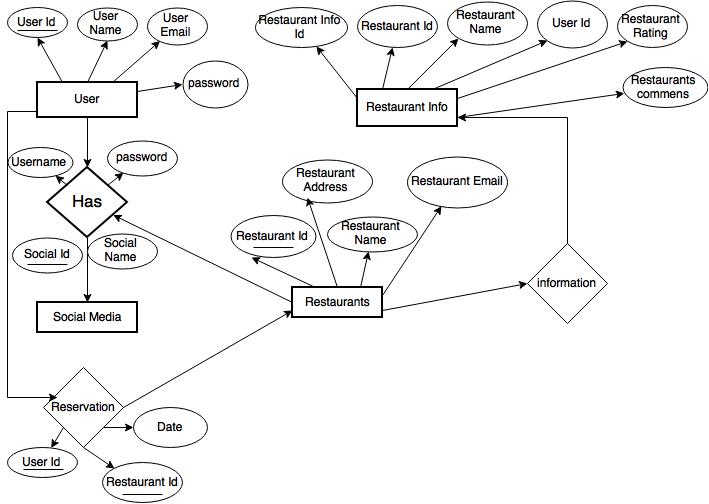 User Id
User
Name
User
Email
Restaurant Info
Id
Restaurant Id
Restaurant
Name
User Id
Restaurant
Rating
password
Restaurants
commens
User
Restaurant Info
Username
password
Has
Restaurant
Address
Restaurant Email
Restaurant Id
Restaurant
Name
Social Id
Social
Name
information
Restaurants
Social Media
Reservation
Date
User Id
Restaurant Id